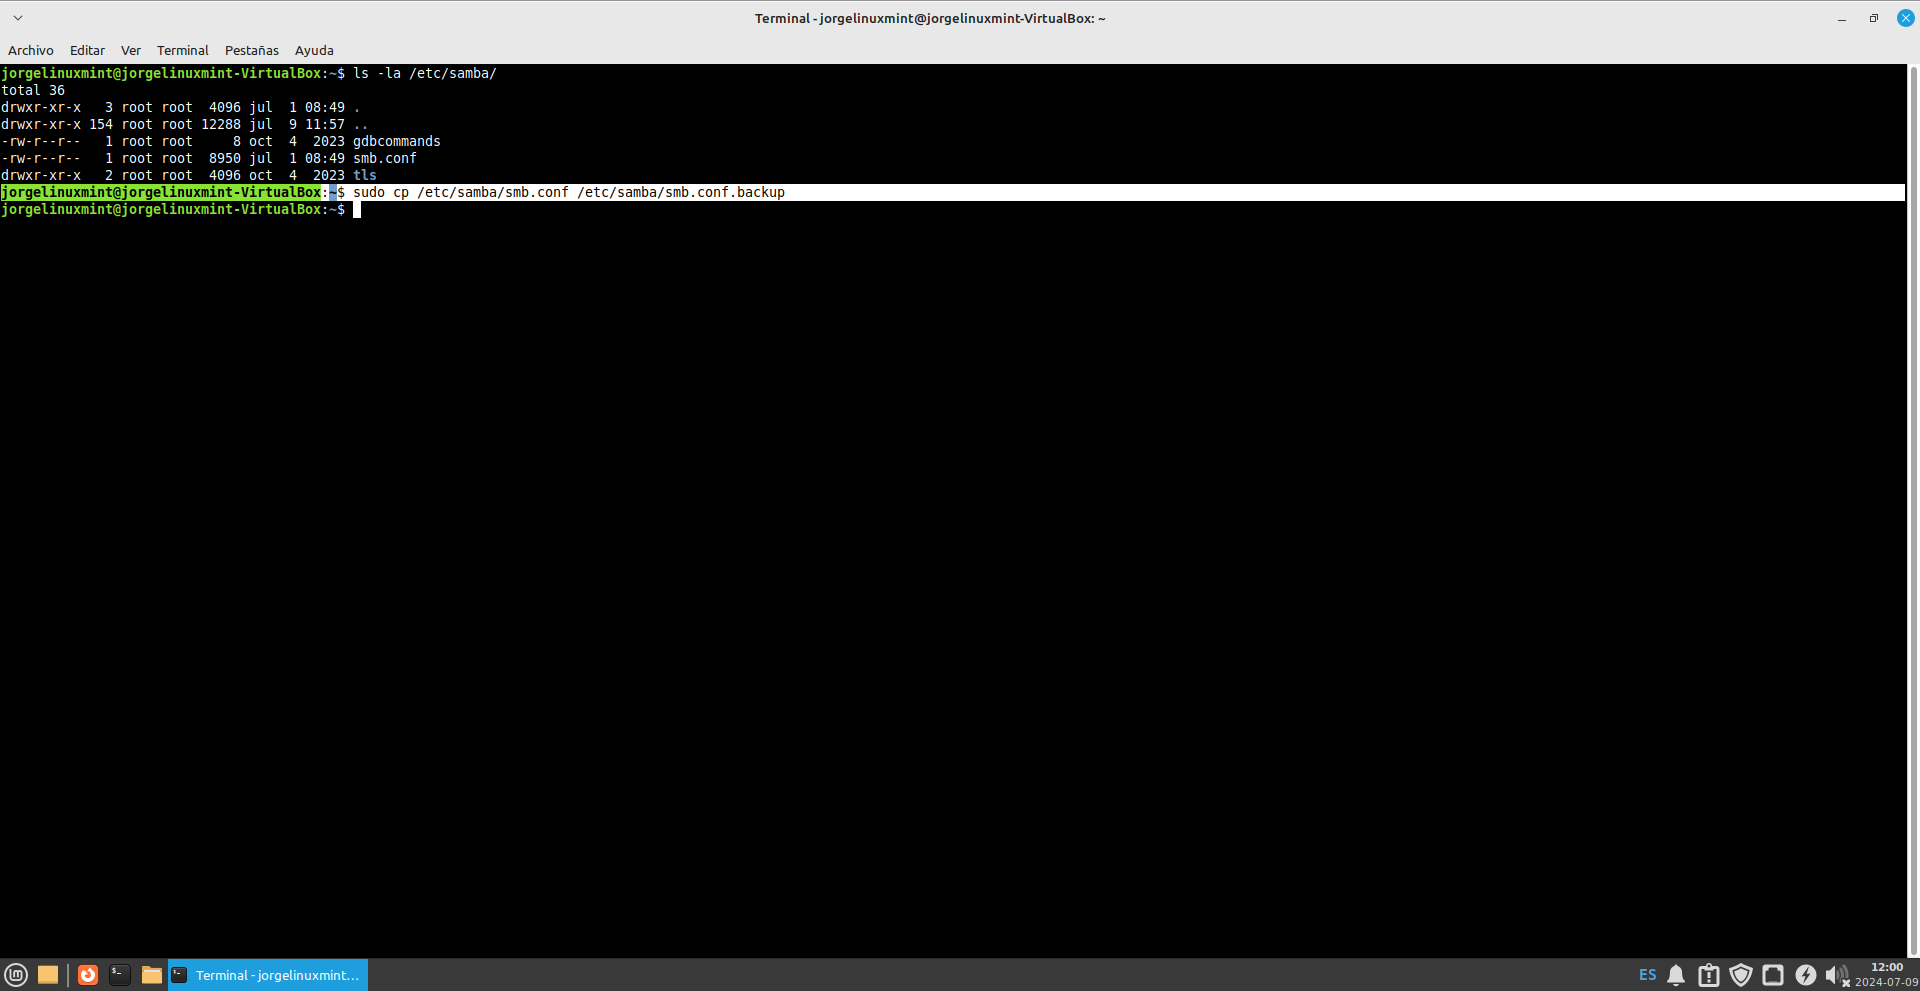 Terminal - jorgelinuxmint@jorgelinuxmint-VirtualBox: ~
Archivo Editar Ver Terminal Pestañas Ayuda
jorgelinuxmint@jorgelinuxmint-VirtualBox:~$ ls -la /etc/samba/
total 36
drwxr-xr-x   3 root root  4096 jul  1 08:49 .
drwxr-xr-x 154 root root 12288 jul  9 11:57 ..
-rw-r--r--   1 root root     8 oct  4  2023 gdbcommands
-rw-r--r--   1 root root  8950 jul  1 08:49 smb.conf
drwxr-xr-x   2 root root  4096 oct  4  2023 tls
jorgelinuxmint@jorgelinuxmint-VirtualBox:~$ sudo cp /etc/samba/smb.conf /etc/samba/smb.conf.backup
jorgelinuxmint@jorgelinuxmint-VirtualBox:~$
Terminal - jorgelinuxmint...
ES
12:00
2024-07-09